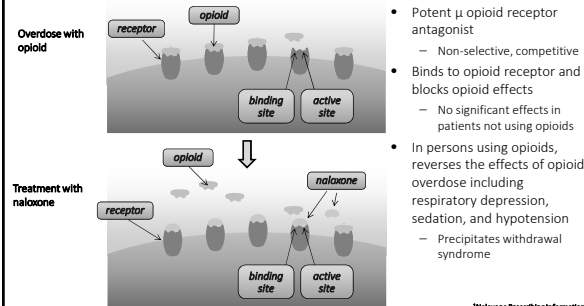 Overdose with
opioid
receptor
opioid
binding
site
active
site
Treatment with
naloxone
opioid
naloxone
receptor
binding
site
active
site
• Potent μ opioid receptor
antagonist
– Non-selective, competitive
• Binds to opioid receptor and
blocks opioid effects
– No significant effects in
patients not using opioids
• In persons using opioids,
reverses the effects of opioid
overdose including
respiratory depression,
sedation, and hypotension
– Precipitates withdrawal
syndrome